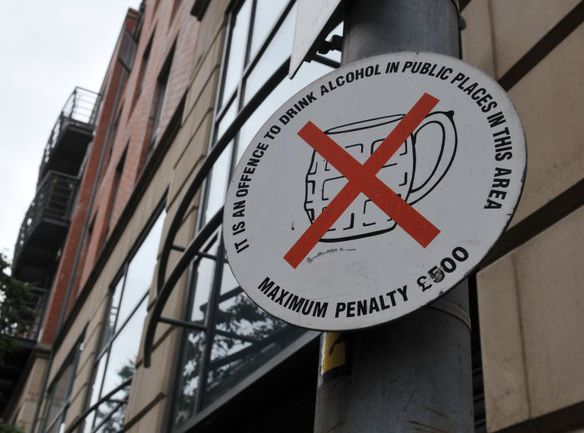 IT IS AN OFFENCE TO DRINK ALCOHOL IN PUBLIC PLACES IN THIS AREA
MAXIMUM PENALTY £500